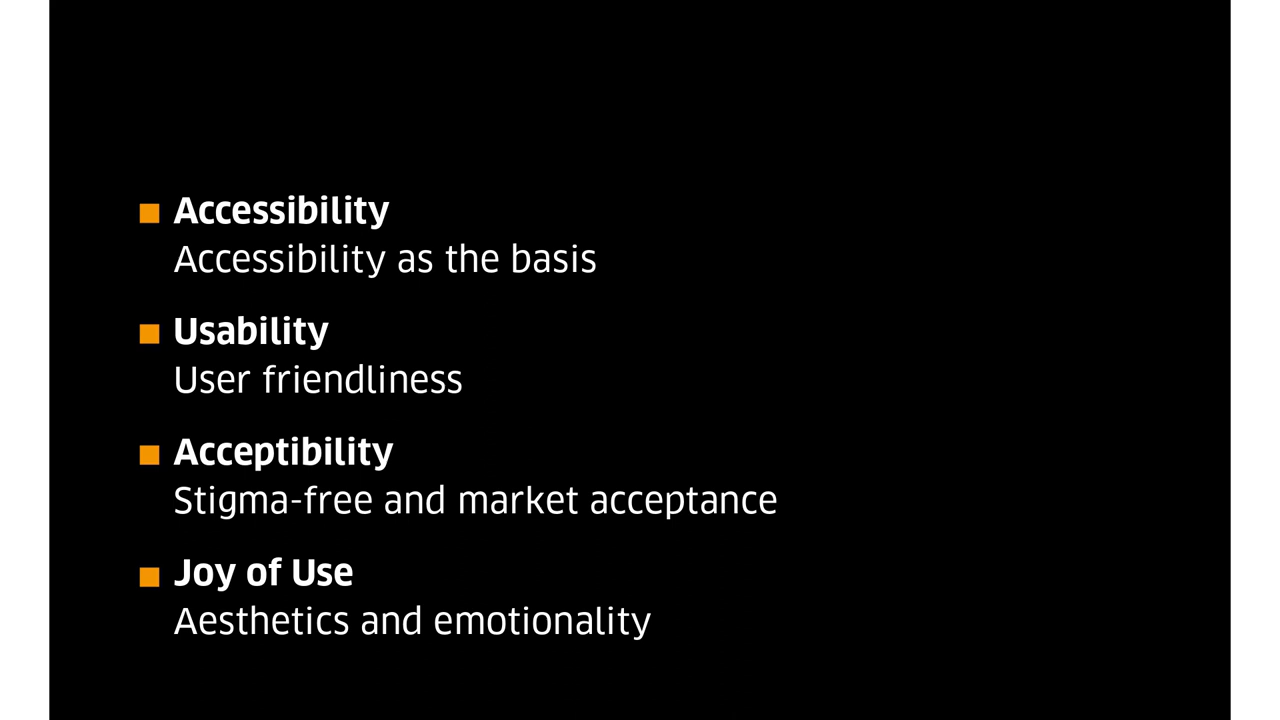 Accessibility
Accessibility as the basis
Usability
User friendliness
Acceptibility
Stigma-free and market acceptance
Joy of Use
Aesthetics and emotionality